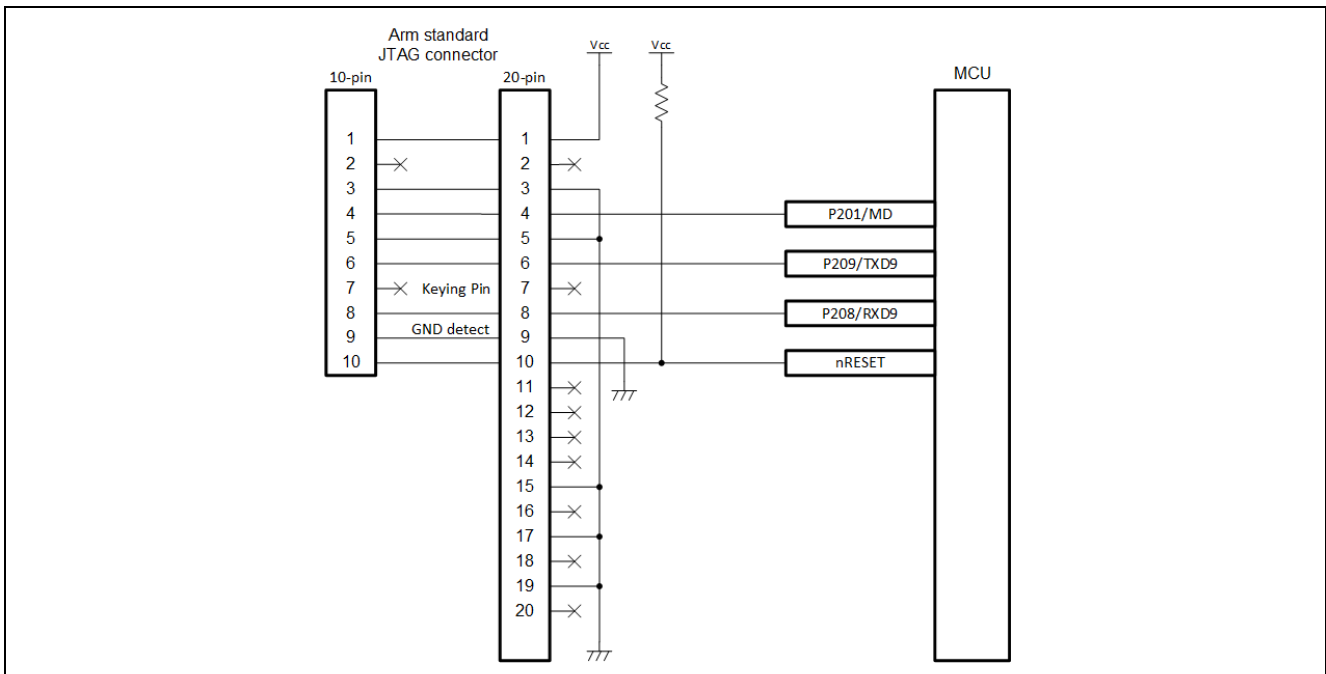 Arm standard
JTAG connector
Vcc Vcc
10-pin 20-pin MCU
1 1
2 2
3 3
4 4 P201/MD
5 5
6 6 P209/TXD9
7 Keying Pin 7
8 8 P208/RXD9
9 GND detect 9
10 10 nRESET
11
12
13
14
15
16
17
18
19
20